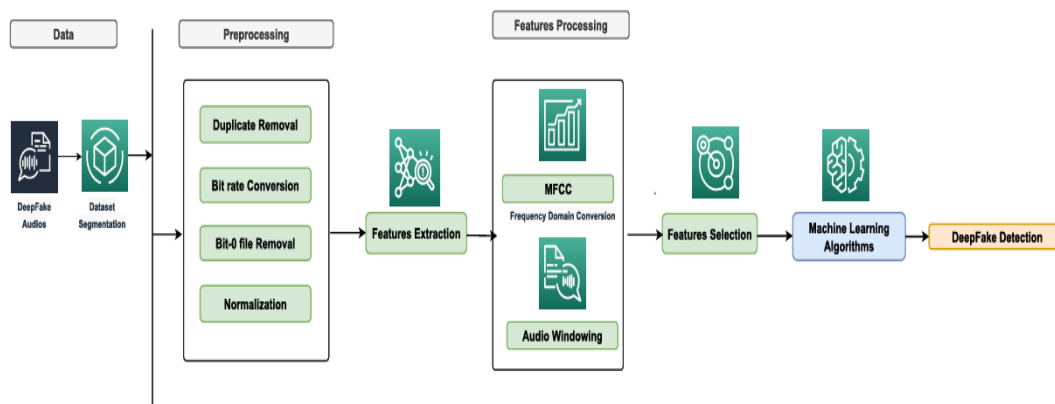 Data
Preprocessing
Features Processing
DeepFake
Audios
Dataset
Segmentation
Duplicate Removal
Bit rate Conversion
Bit-0 file Removal
Normalization
Features Extraction
MFCC
Frequency Domain Conversion
Audio Windowing
Features Selection
Machine Learning
Algorithms
DeepFake Detection